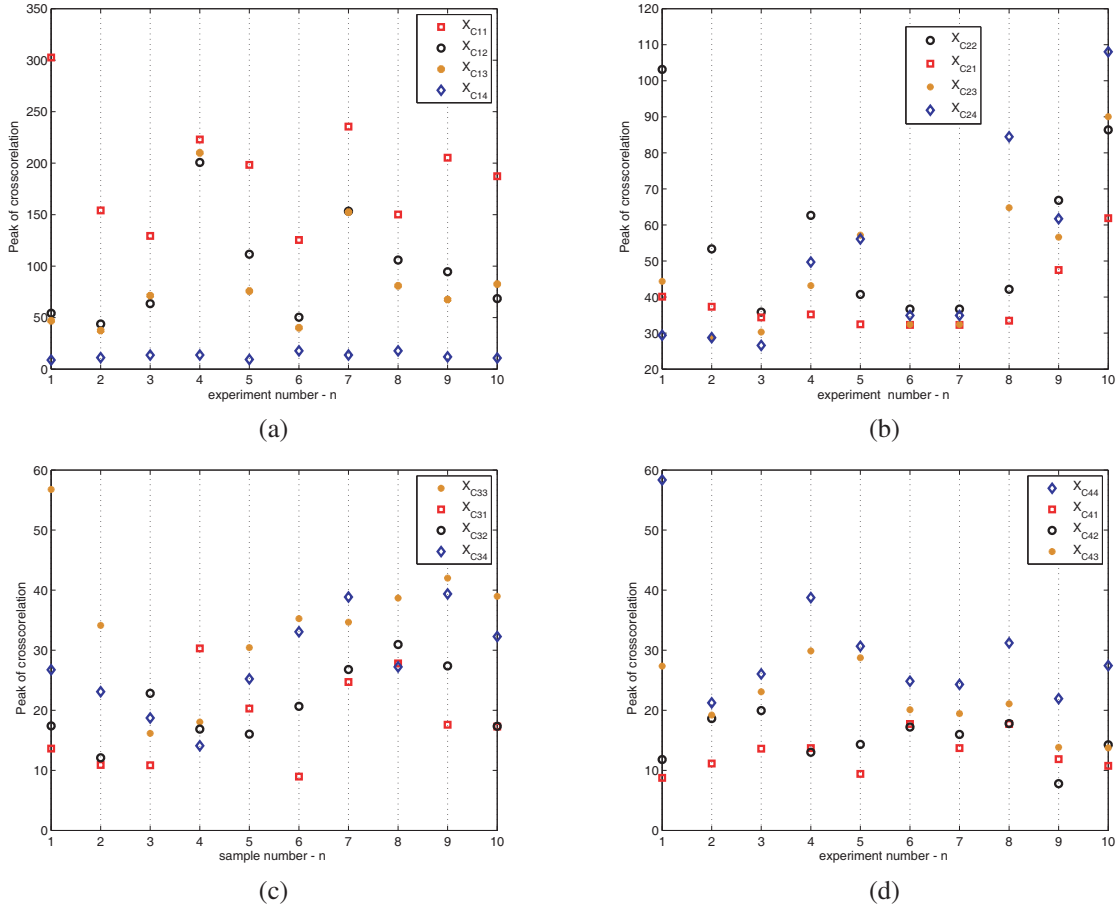 350
300
250
200
150
100
50
0
Peak of crosscorelation
X_C11
X_C12
X_C13
X_C14
1 2 3 4 5 6 7 8 9 10
experiment number - n
(a)
120
110
100
90
80
70
60
50
40
30
20
Peak of crosscorelation
X_C22
X_C21
X_C23
X_C24
1 2 3 4 5 6 7 8 9 10
experiment number - n
(b)
60
50
40
30
20
10
0
Peak of crosscorelation
X_C33
X_C31
X_C32
X_C34
1 2 3 4 5 6 7 8 9 10
sample number - n
(c)
60
50
40
30
20
10
0
Peak of crosscorelation
X_C44
X_C41
X_C42
X_C43
1 2 3 4 5 6 7 8 9 10
experiment number - n
(d)